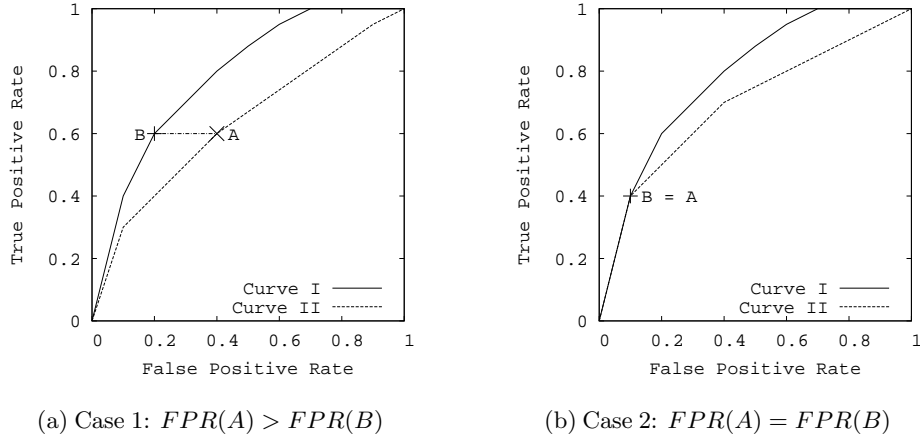 True Positive Rate
1
0.8
0.6
0.4
0.2
0
B
A
Curve I
Curve II
0 0.2 0.4 0.6 0.8 1
False Positive Rate
(a) Case 1: FPR(A) > FPR(B)
True Positive Rate
1
0.8
0.6
0.4
0.2
0
B = A
Curve I
Curve II
0 0.2 0.4 0.6 0.8 1
False Positive Rate
(b) Case 2: FPR(A) = FPR(B)